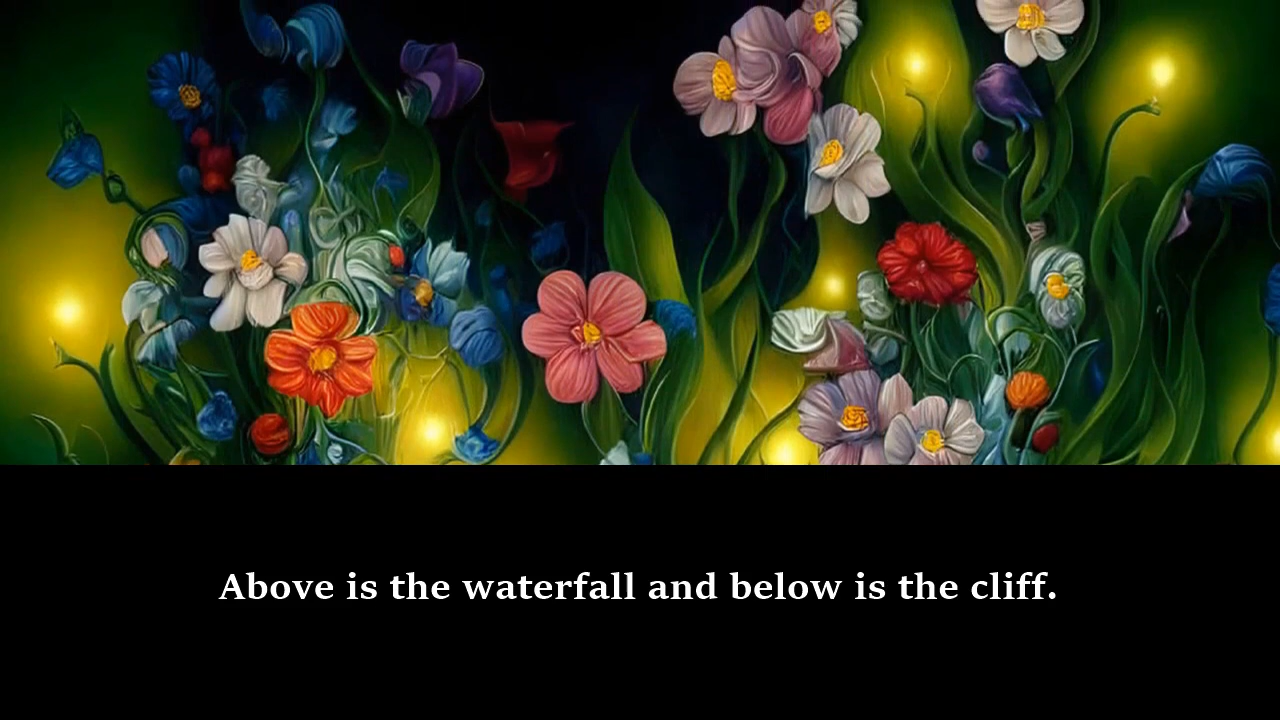 Above is the waterfall and below is the cliff.